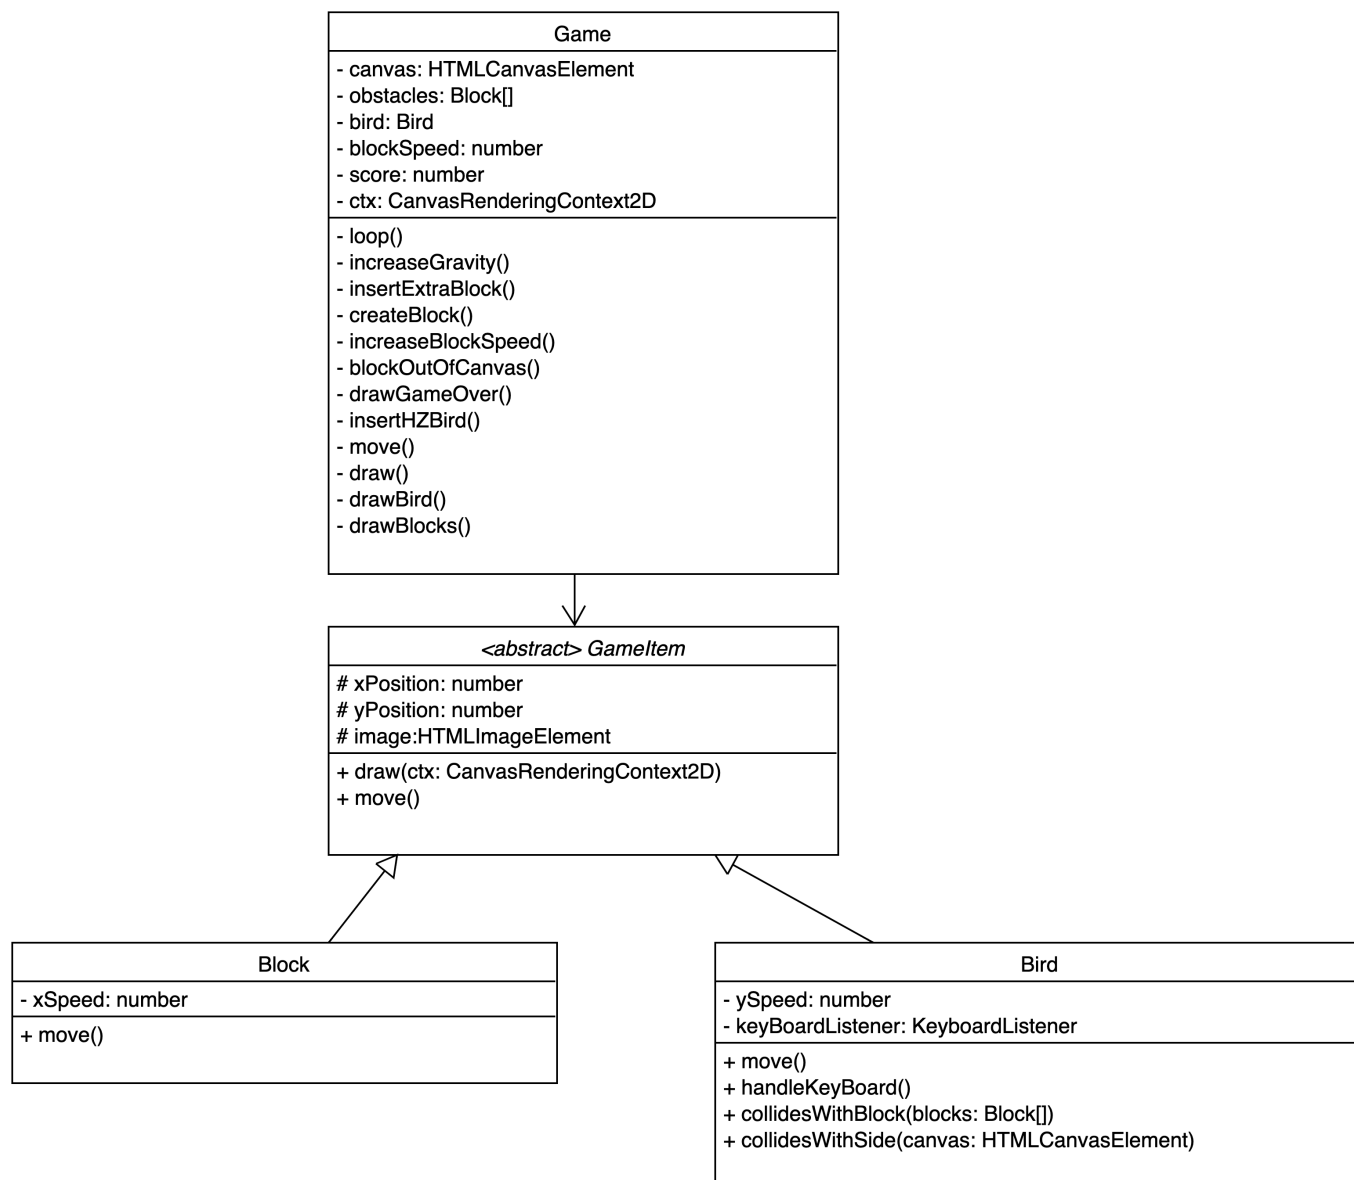 Game
- canvas: HTMLCanvasElement
- obstacles: Block[]
- bird: Bird
- blockSpeed: number
- score: number
- ctx: CanvasRenderingContext2D
- loop()
- increaseGravity()
- insertExtraBlock()
- createBlock()
- increaseBlockSpeed()
- blockOutOfCanvas()
- drawGameOver()
- insertHZBird()
- move()
- draw()
- drawBird()
- drawBlocks()
<abstract> GameItem
# xPosition: number
# yPosition: number
# image:HTMLImageElement
+ draw(ctx: CanvasRenderingContext2D)
+ move()
Block
- xSpeed: number
+ move()
Bird
- ySpeed: number
- keyBoardListener: KeyboardListener
+ move()
+ handleKeyBoard()
+ collidesWithBlock(blocks: Block[])
+ collidesWithSide(canvas: HTMLCanvasElement)